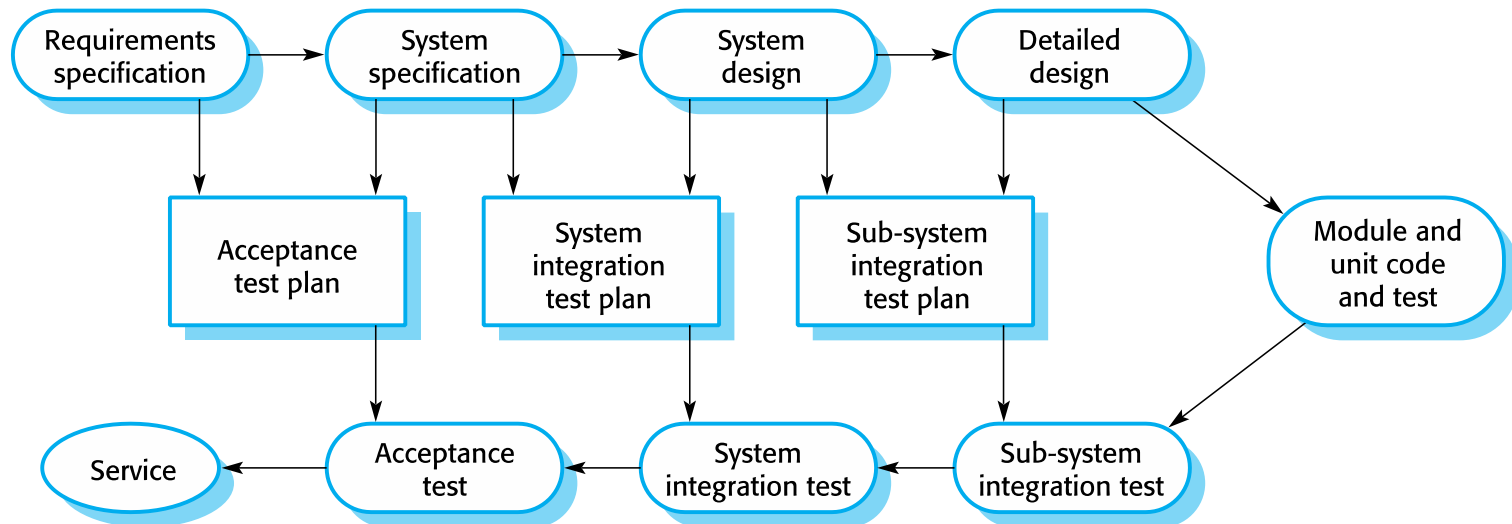 Requirements
specification
System
specification
System
design
Detailed
design
Acceptance
test plan
System
integration
test plan
Sub-system
integration
test plan
Module and
unit code
and test
Service
Acceptance
test
System
integration test
Sub-system
integration test